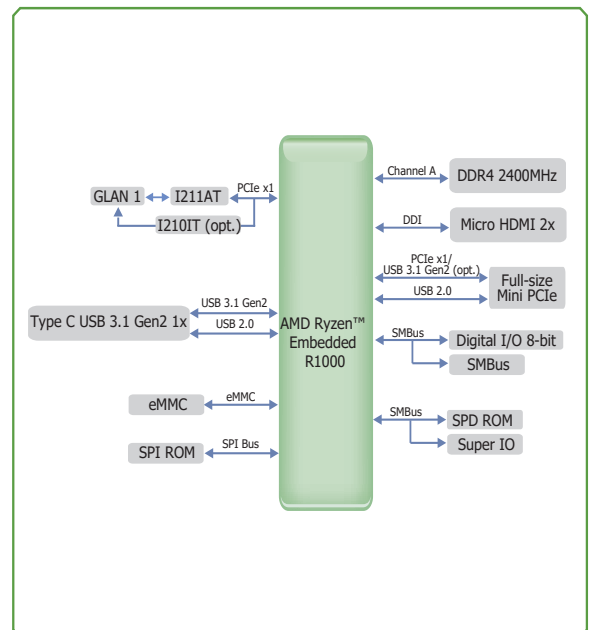 GLAN 1
I211AT
PCIe x1
I210IT (opt.)
Type C USB 3.1 Gen2 1x
USB 3.1 Gen2
USB 2.0
eMMC
eMMC
SPI ROM
SPI Bus
AMD Ryzen™
Embedded
R1000
Channel A
DDR4 2400MHz
DDI
Micro HDMI 2x
PCIe x1/
USB 3.1 Gen2 (opt.)
USB 2.0
Full-size
Mini PCIe
SMBus
Digital I/O 8-bit
SMBus
SMBus
SPD ROM
Super IO